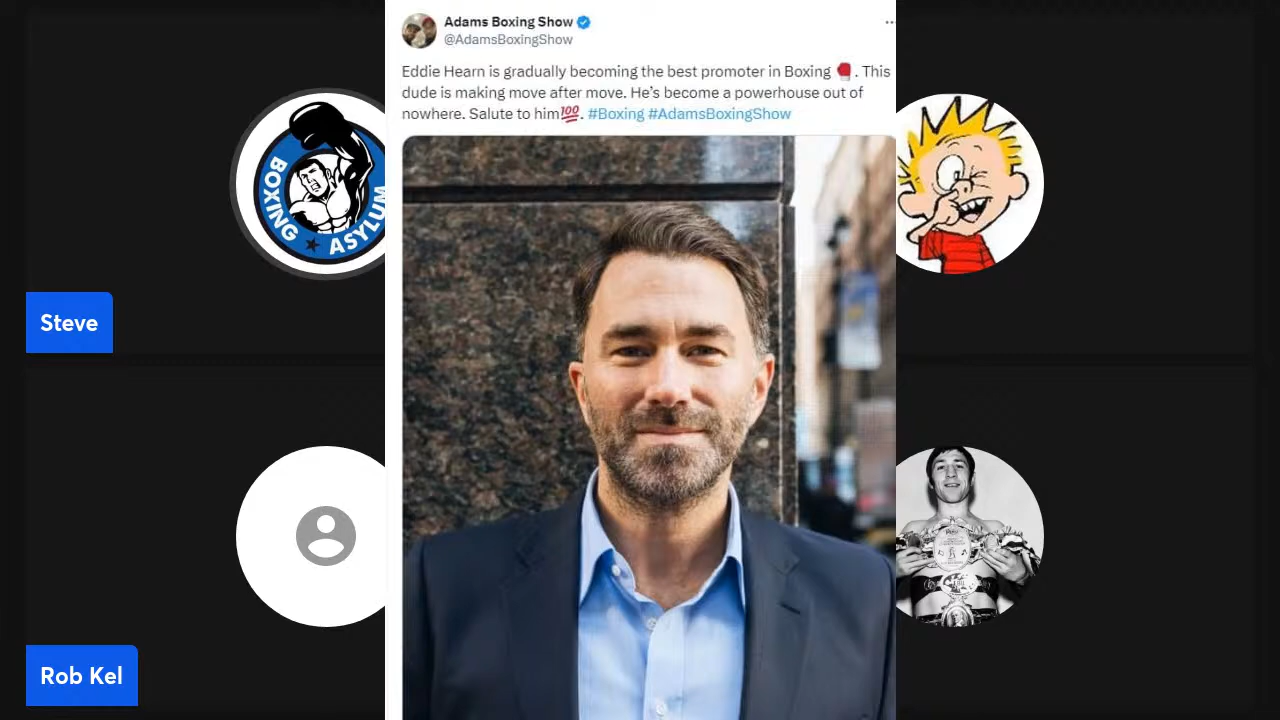 Adams Boxing Show
@AdamsBoxingShow
Eddie Hearn is gradually becoming the best promoter in Boxing 🥊. This
dude is making move after move. He's become a powerhouse out of
nowhere. Salute to him💯. #Boxing #AdamsBoxingShow
BOXING ASYLUM
Steve
Rob Kel